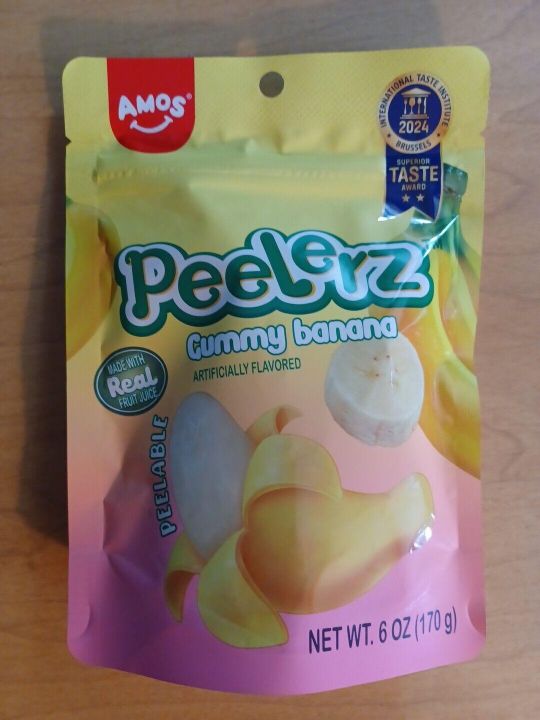 AMOS®
INTERNATIONAL TASTE INSTITUTE
2024
BRUSSELS
SUPERIOR
TASTE
AWARD
Peelerz
Gummy banana
ARTIFICIALLY FLAVORED
MADE WITH
Real
FRUIT JUICE
PEELABLE
NET WT. 6 OZ (170 g)